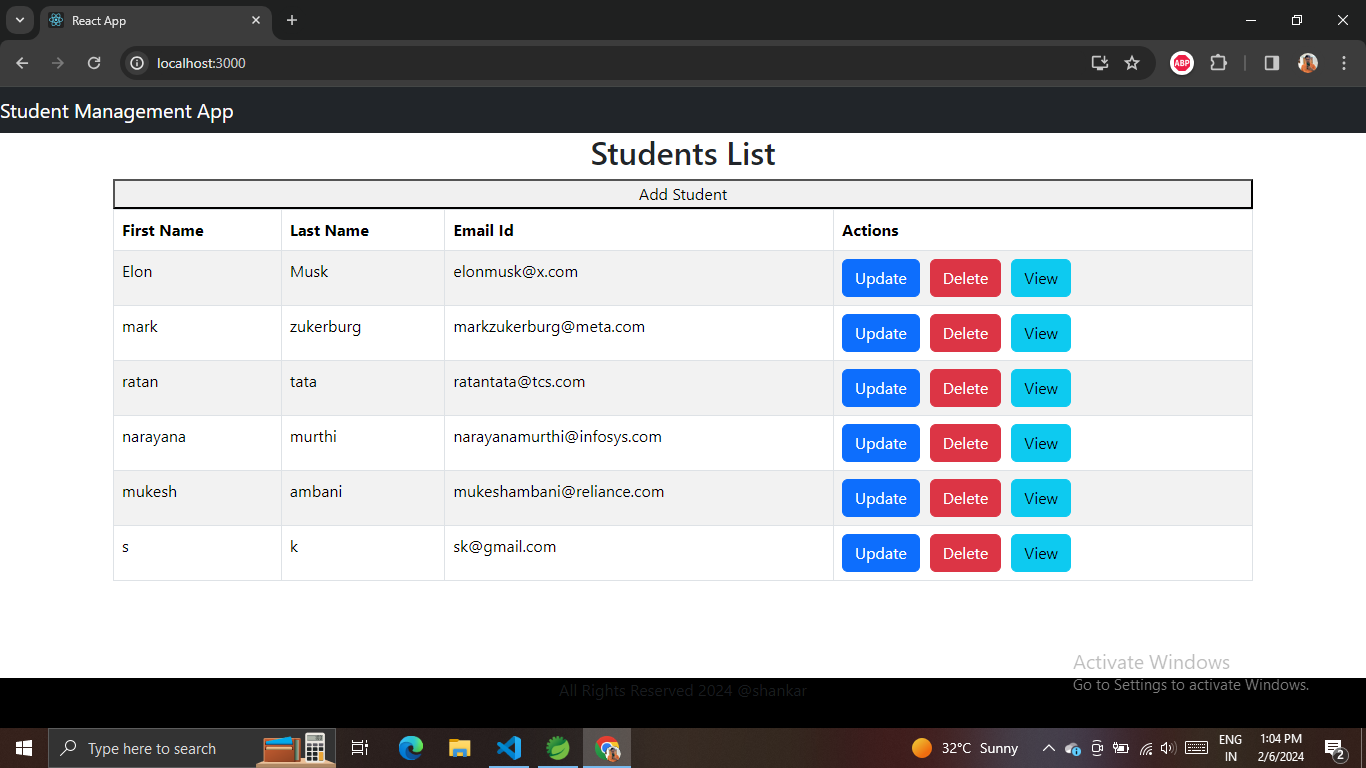 React App
localhost:3000
ABP
Student Management App
Students List
Add Student
First Name Last Name Email Id Actions
Elon Musk elonmusk@x.com Update Delete View
mark zukerburg markzukerburg@meta.com Update Delete View
ratan tata ratantata@tcs.com Update Delete View
narayana murthi narayanamurthi@infosys.com Update Delete View
mukesh ambani mukeshambani@reliance.com Update Delete View
s k sk@gmail.com Update Delete View
Activate Windows
Go to Settings to activate Windows.
All Rights Reserved 2024 @shankar
Type here to search
32°C Sunny
ENG
IN
1:04 PM
2/6/2024
2